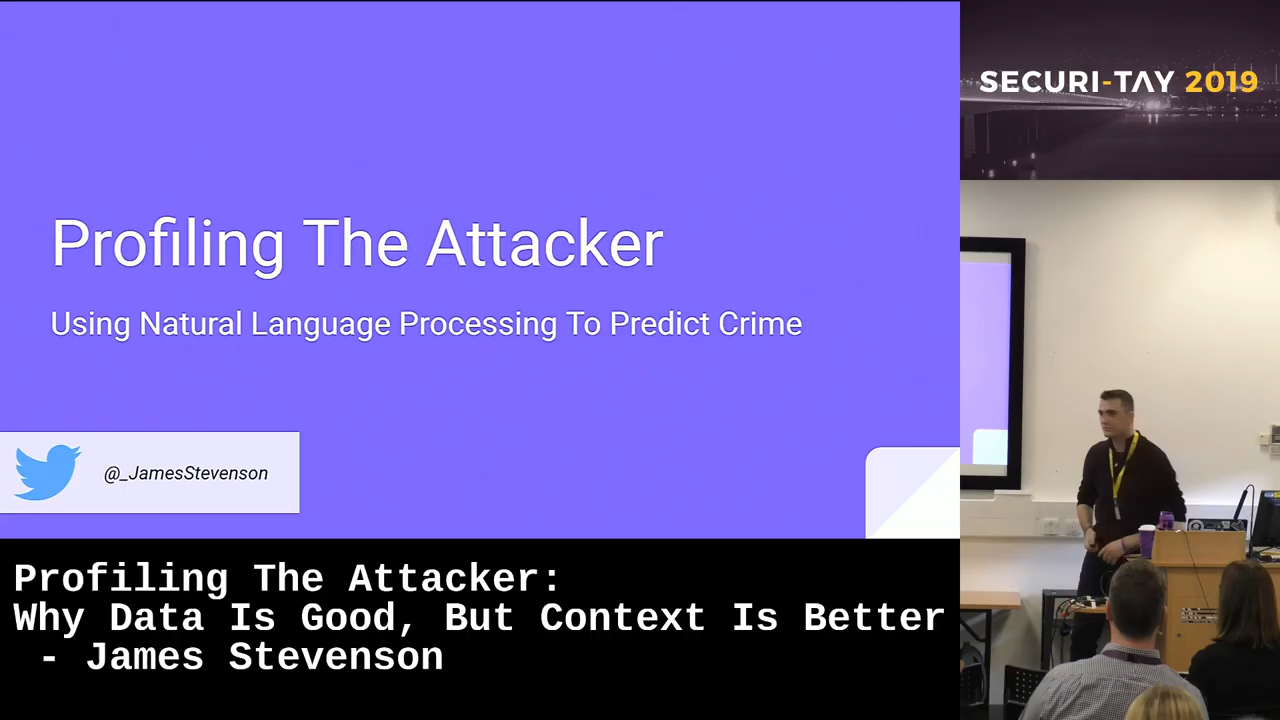 Profiling The Attacker
Using Natural Language Processing To Predict Crime
@_JamesStevenson
SECURI-TAY 2019
Profiling The Attacker:
Why Data Is Good, But Context Is Better
- James Stevenson